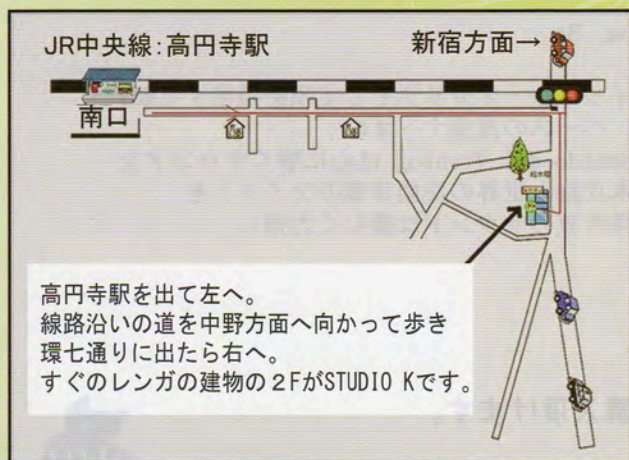 JR中央線:高円寺駅
新宿方面→
南口
高円寺駅を出て左へ。
線路沿いの道を中野方面へ向かって歩き
環七通りに出たら右へ。
すぐのレンガの建物の2FがSTUDIO Kです。